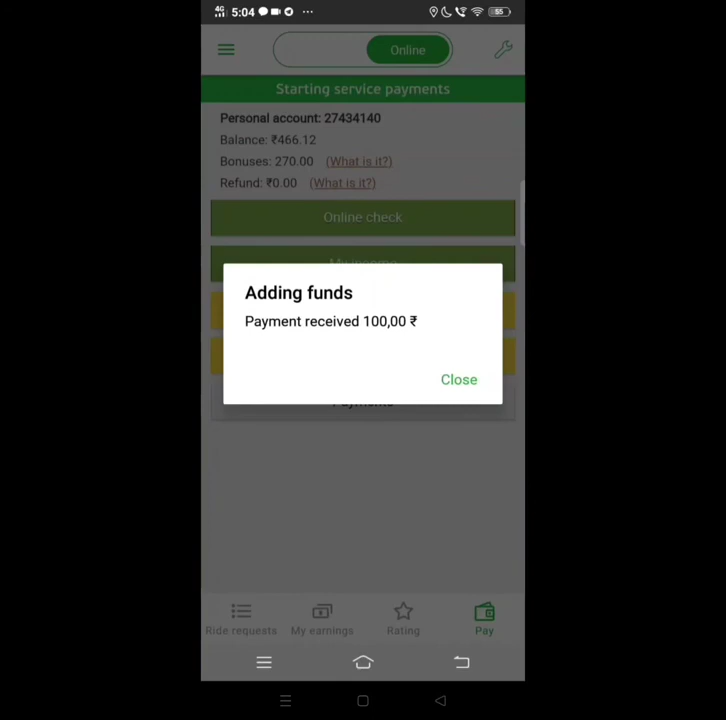 4G 5:04 ... 55
Online
Starting service payments
Personal account: 27434140
Balance: ₹466.12
Bonuses: 270.00 (What is it?)
Refund: ₹0.00 (What is it?)
Online check
My income
Adding funds
Payment received 100,00 ₹
Close
Payments
Ride requests My earnings Rating Pay